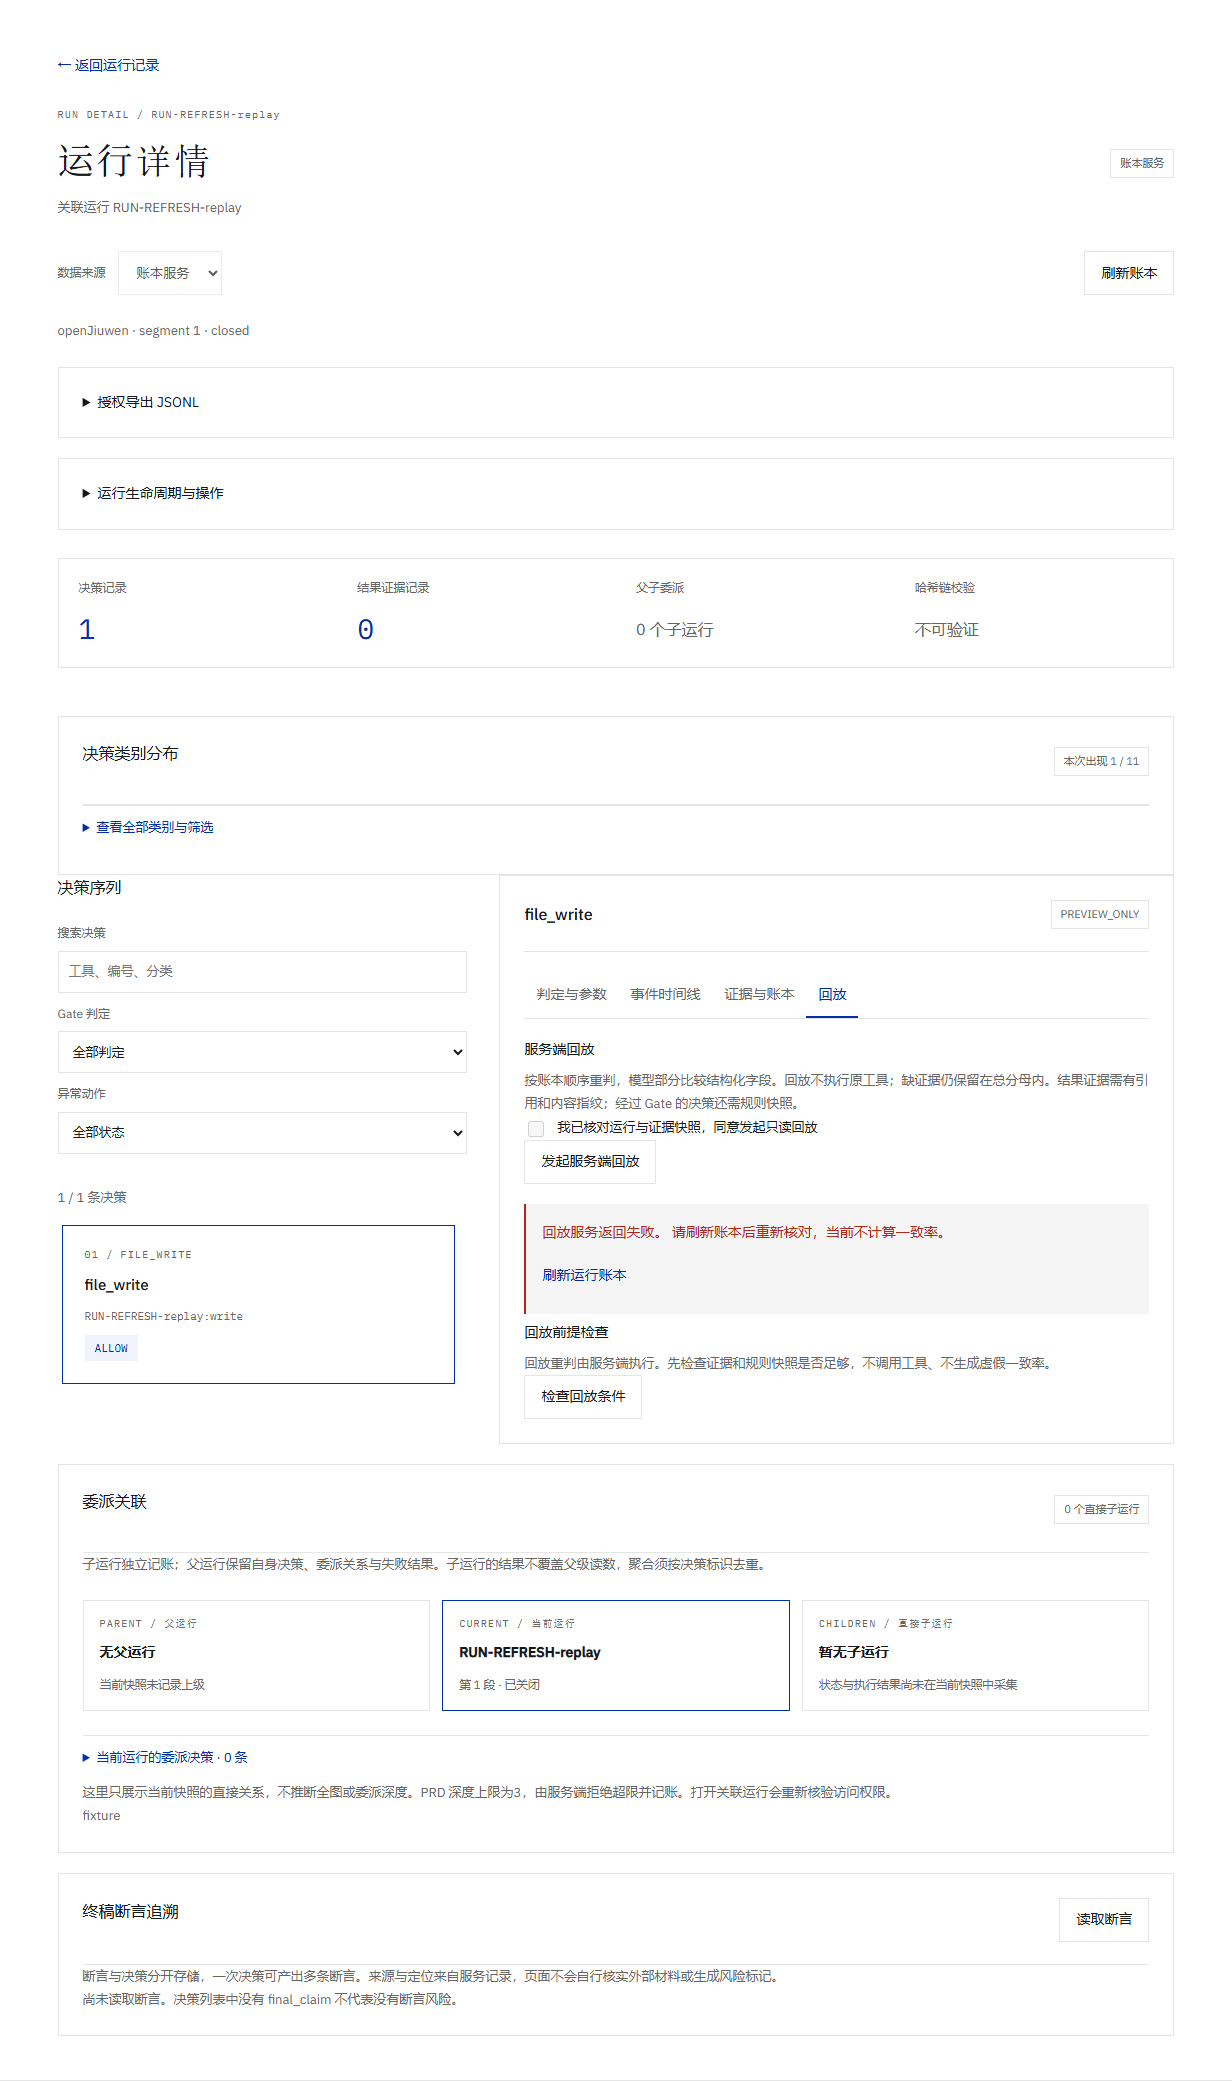 ← 返回运行记录
RUN DETAIL / RUN-REFRESH-replay
运行详情
账本服务
关联运行 RUN-REFRESH-replay
数据来源
账本服务
刷新账本
openJiuwen · segment 1 · closed
▶ 授权导出 JSONL
▶ 运行生命周期与操作
决策记录
结果证据记录
父子委派
哈希链校验
1
0
0 个子运行
不可验证
决策类别分布
本次出现 1 / 11
▶ 查看全部类别与筛选
决策序列
搜索决策
工具、编号、分类
Gate 判定
全部判定
异常动作
全部状态
1 / 1 条决策
01 / FILE_WRITE
file_write
RUN-REFRESH-replay:write
ALLOW
file_write
PREVIEW_ONLY
判定与参数
事件时间线
证据与账本
回放
服务端回放
按账本顺序重判，模型部分比较结构化字段。回放不执行原工具；缺证据仍保留在总分母内。结果证据需有引
用和内容指纹；经过 Gate 的决策还需规则快照。
我已核对运行与证据快照，同意发起只读回放
发起服务端回放
回放服务返回失败。 请刷新账本后重新核对，当前不计算一致率。
刷新运行账本
回放前提检查
回放重判由服务端执行。先检查证据和规则快照是否足够，不调用工具、不生成虚假一致率。
检查回放条件
委派关联
0 个直接子运行
子运行独立记账；父运行保留自身决策、委派关系与失败结果。子运行的结果不覆盖父级读数，聚合须按决策标识去重。
PARENT / 父运行
无父运行
当前快照未记录上级
CURRENT / 当前运行
RUN-REFRESH-replay
第 1 段 · 已关闭
CHILDREN / 直接子运行
暂无子运行
状态与执行结果尚未在当前快照中采集
▶ 当前运行的委派决策 · 0 条
这里只展示当前快照的直接关系，不推断全图或委派深度。PRD 深度上限为3，由服务端拒绝超限并记账。打开关联运行会重新核验访问权限。
fixture
终稿断言追溯
读取断言
断言与决策分开存储，一次决策可产出多条断言。来源与定位来自服务记录，页面不会自行核实外部材料或生成风险标记。
尚未读取断言。决策列表中没有 final_claim 不代表没有断言风险。